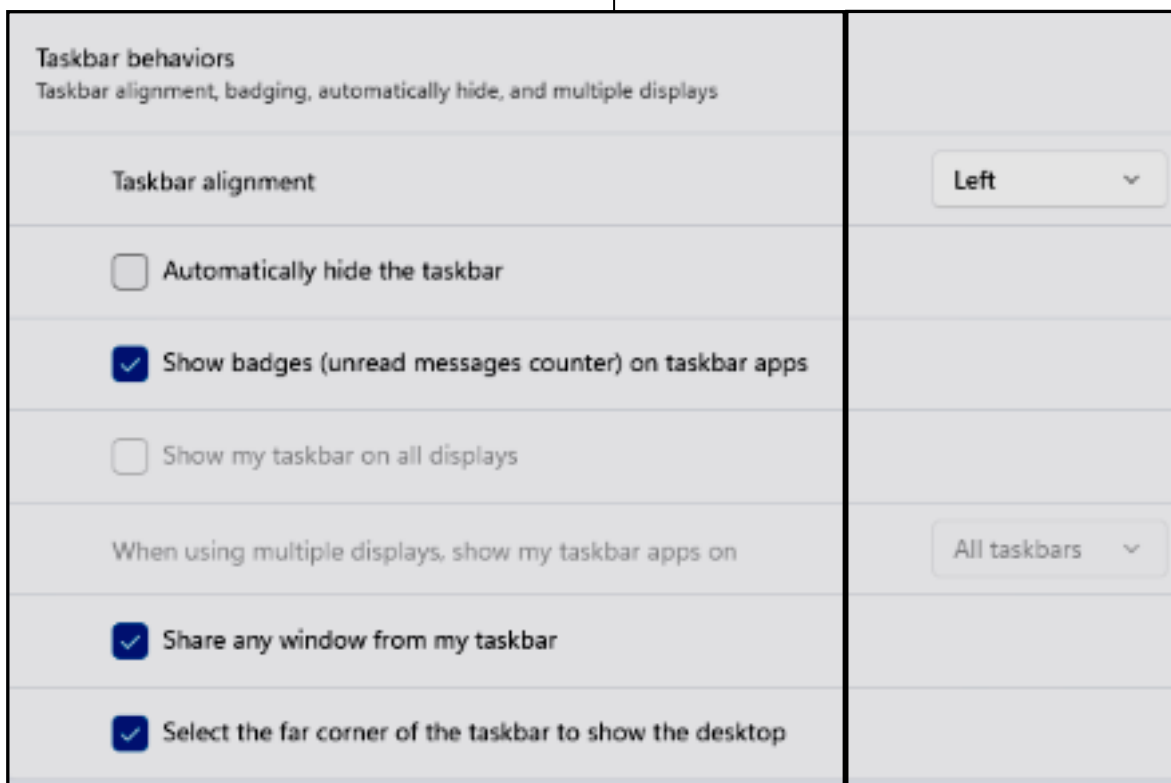 Taskbar behaviors
Taskbar alignment, badging, automatically hide, and multiple displays
Taskbar alignment
Left
Automatically hide the taskbar
Show badges (unread messages counter) on taskbar apps
Show my taskbar on all displays
When using multiple displays, show my taskbar apps on
All taskbars
Share any window from my taskbar
Select the far corner of the taskbar to show the desktop